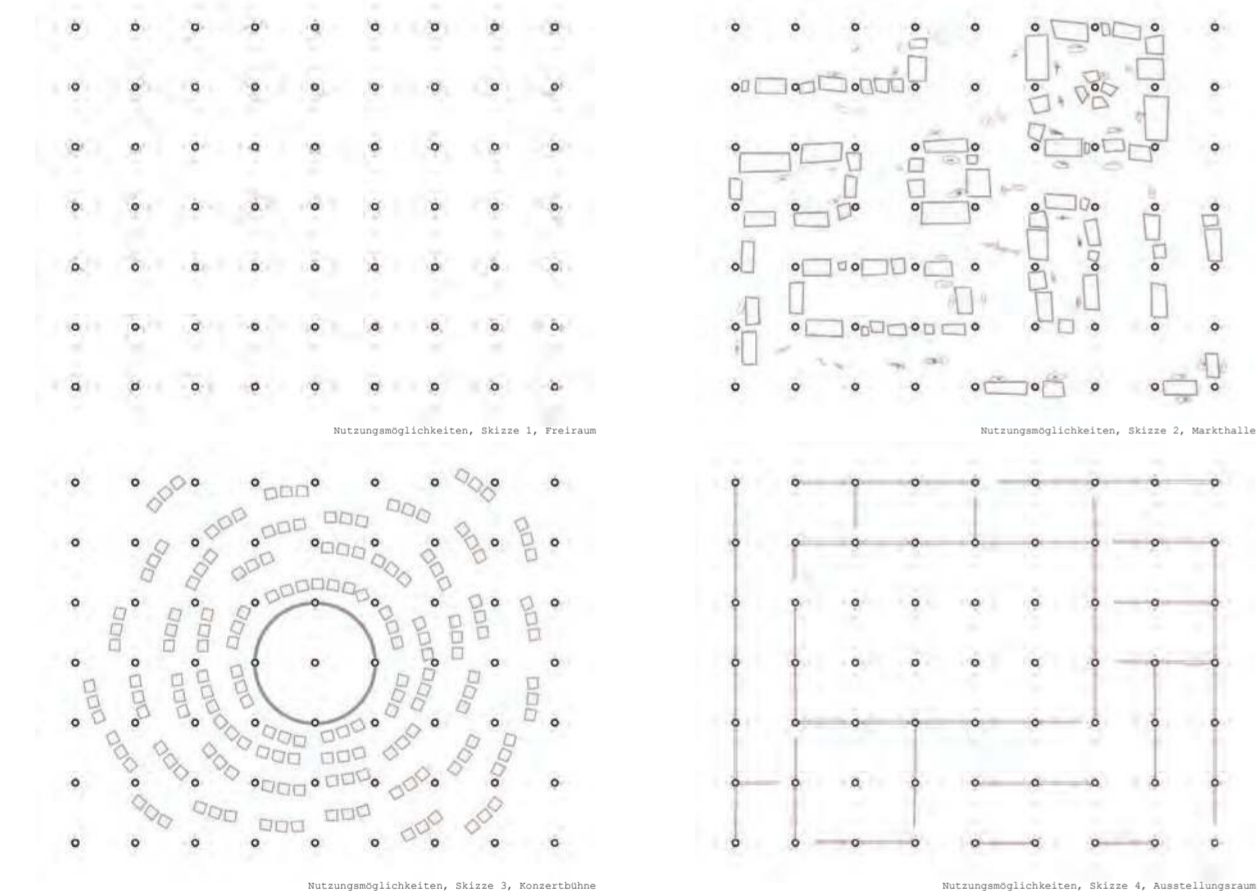 Nutzungsmöglichkeiten, Skizze 1, Freiraum
Nutzungsmöglichkeiten, Skizze 2, Markthalle
Nutzungsmöglichkeiten, Skizze 3, Konzertbühne
Nutzungsmöglichkeiten, Skizze 4, Ausstellungsraum